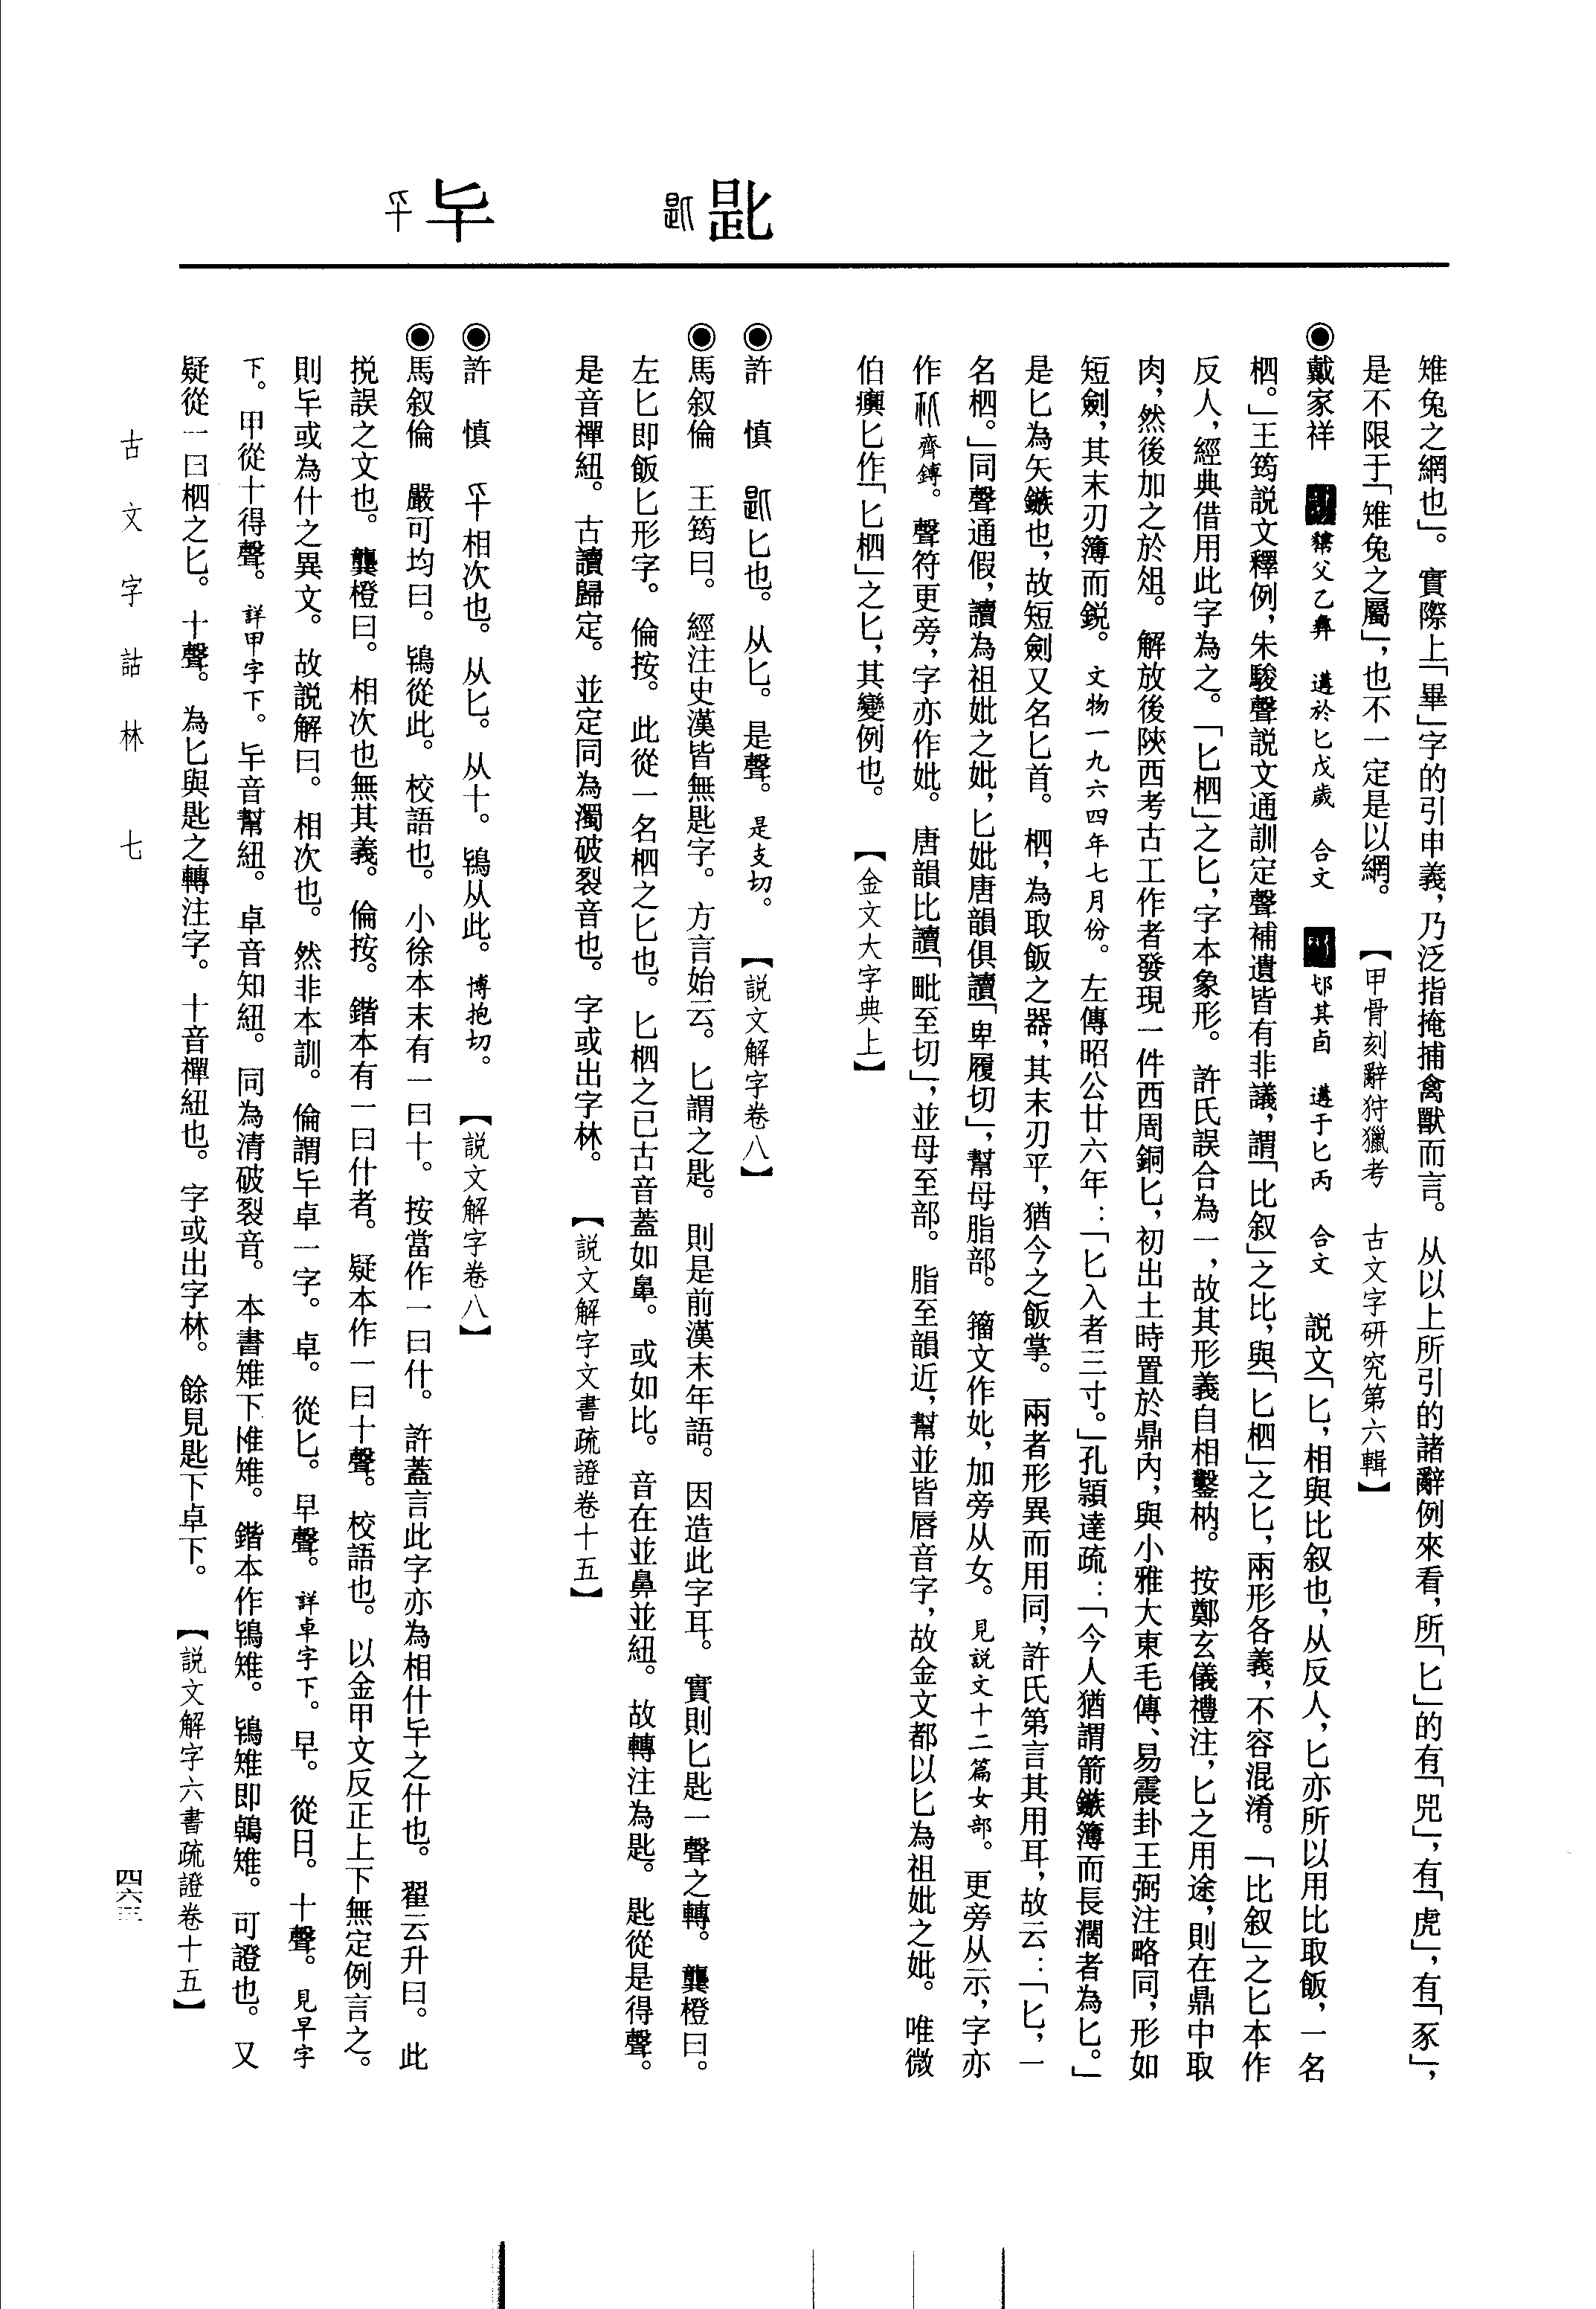 匙
𠤏
雉兔之網也」。實際上「畢」字的引申義,乃泛指掩捕禽獸而言。从以上所引的諸辭例來看,所「匕」的有「兕」,有「虎」,有「豕」,
是不限于「雉兔之屬」,也不一定是以網。【甲骨刻辭狩獵考 古文字研究第六輯】
◉戴家祥 父乙彝 遘於匕戊歲 合文 其卣 遘于匕丙 合文 説文「匕,相與比叙也,从反人,匕亦所以用比取飯,一名
柶。」王筠説文釋例,朱駿聲説文通訓定聲補遺皆有非議,謂「比叙」之比,與「匕柶」之匕,兩形各義,不容混淆。「比叙」之匕本作
反人,經典借用此字為之。「匕柶」之匕,字本象形。許氏誤合為一,故其形義自相鑿枘。按鄭玄儀禮注,匕之用途,則在鼎中取
肉,然後加之於俎。解放後陝西考古工作者發現一件西周銅匕,初出土時置於鼎內,與小雅大東毛傳、易震卦王弼注略同,形如
短劍,其末刃簿而鋭。文物一九六四年七月份。左傳昭公廿六年:「匕入者三寸。」孔穎達疏:「今人猶謂箭鏃簿而長濶者為匕。」
是匕為矢鏃也,故短劍又名匕首。柶,為取飯之器,其末刃平,猶今之飯掌。兩者形異而用同,許氏第言其用耳,故云:「匕,一
名柶。」同聲通假,讀為祖妣之妣,匕妣唐韻俱讀「卑履切」,幫母脂部。籀文作㚰,加旁从女。見説文十二篇女部。更旁从示,字亦
作 齊鎛。聲符更旁,字亦作妣。唐韻比讀「毗至切」,並母至部。脂至韻近,幫並皆唇音字,故金文都以匕為祖妣之妣。唯微
伯㾞匕作「匕柶」之匕,其變例也。【金文大字典上】
◉許 慎 匕也。从匕。是聲。是支切。【説文解字卷八】
◉馬叙倫 王筠曰。經注史漢皆無匙字。方言始云。匕謂之匙。則是前漢末年語。因造此字耳。實則匕匙一聲之轉。龔橙曰。
左匕即飯匕形字。倫按。此從一名柶之匕也。匕柶之匕古音蓋如鼻。或如比。音在並鼻並紐。故轉注為匙。匙從是得聲。
是音禪紐。古讀歸定。並定同為濁破裂音也。字或出字林。【説文解字六書疏證卷十五】
◉許 慎 相次也。从匕。从十。鴇从此。博抱切。【説文解字卷八】
◉馬叙倫 嚴可均曰。鴇從此。校語也。小徐本末有一曰十。按當作一曰什。許蓋言此字亦為相什𠤏之什也。翟云升曰。此
挩誤之文也。龔橙曰。相次也無其義。倫按。鍇本有一曰什者。疑本作一曰十聲。校語也。以金甲文反正上下無定例言之。
則𠤏或為什之異文。故説解曰。相次也。然非本訓。倫謂𠤏卓一字。卓。從匕。早聲。詳卓字下。早。從日。十聲。見早字
下。甲從十得聲。詳甲字下。𠤏音幫紐。卓音知紐。同為清破裂音。本書雉下䧳雉。鍇本作鴇雉。鴇雉即鵫雉。可證也。又
疑從一曰柶之匕。十聲。為匕與匙之轉注字。十音禪紐也。字或出字林。餘見匙下卓下。【説文解字六書疏證卷十五】
古文字詁林 七